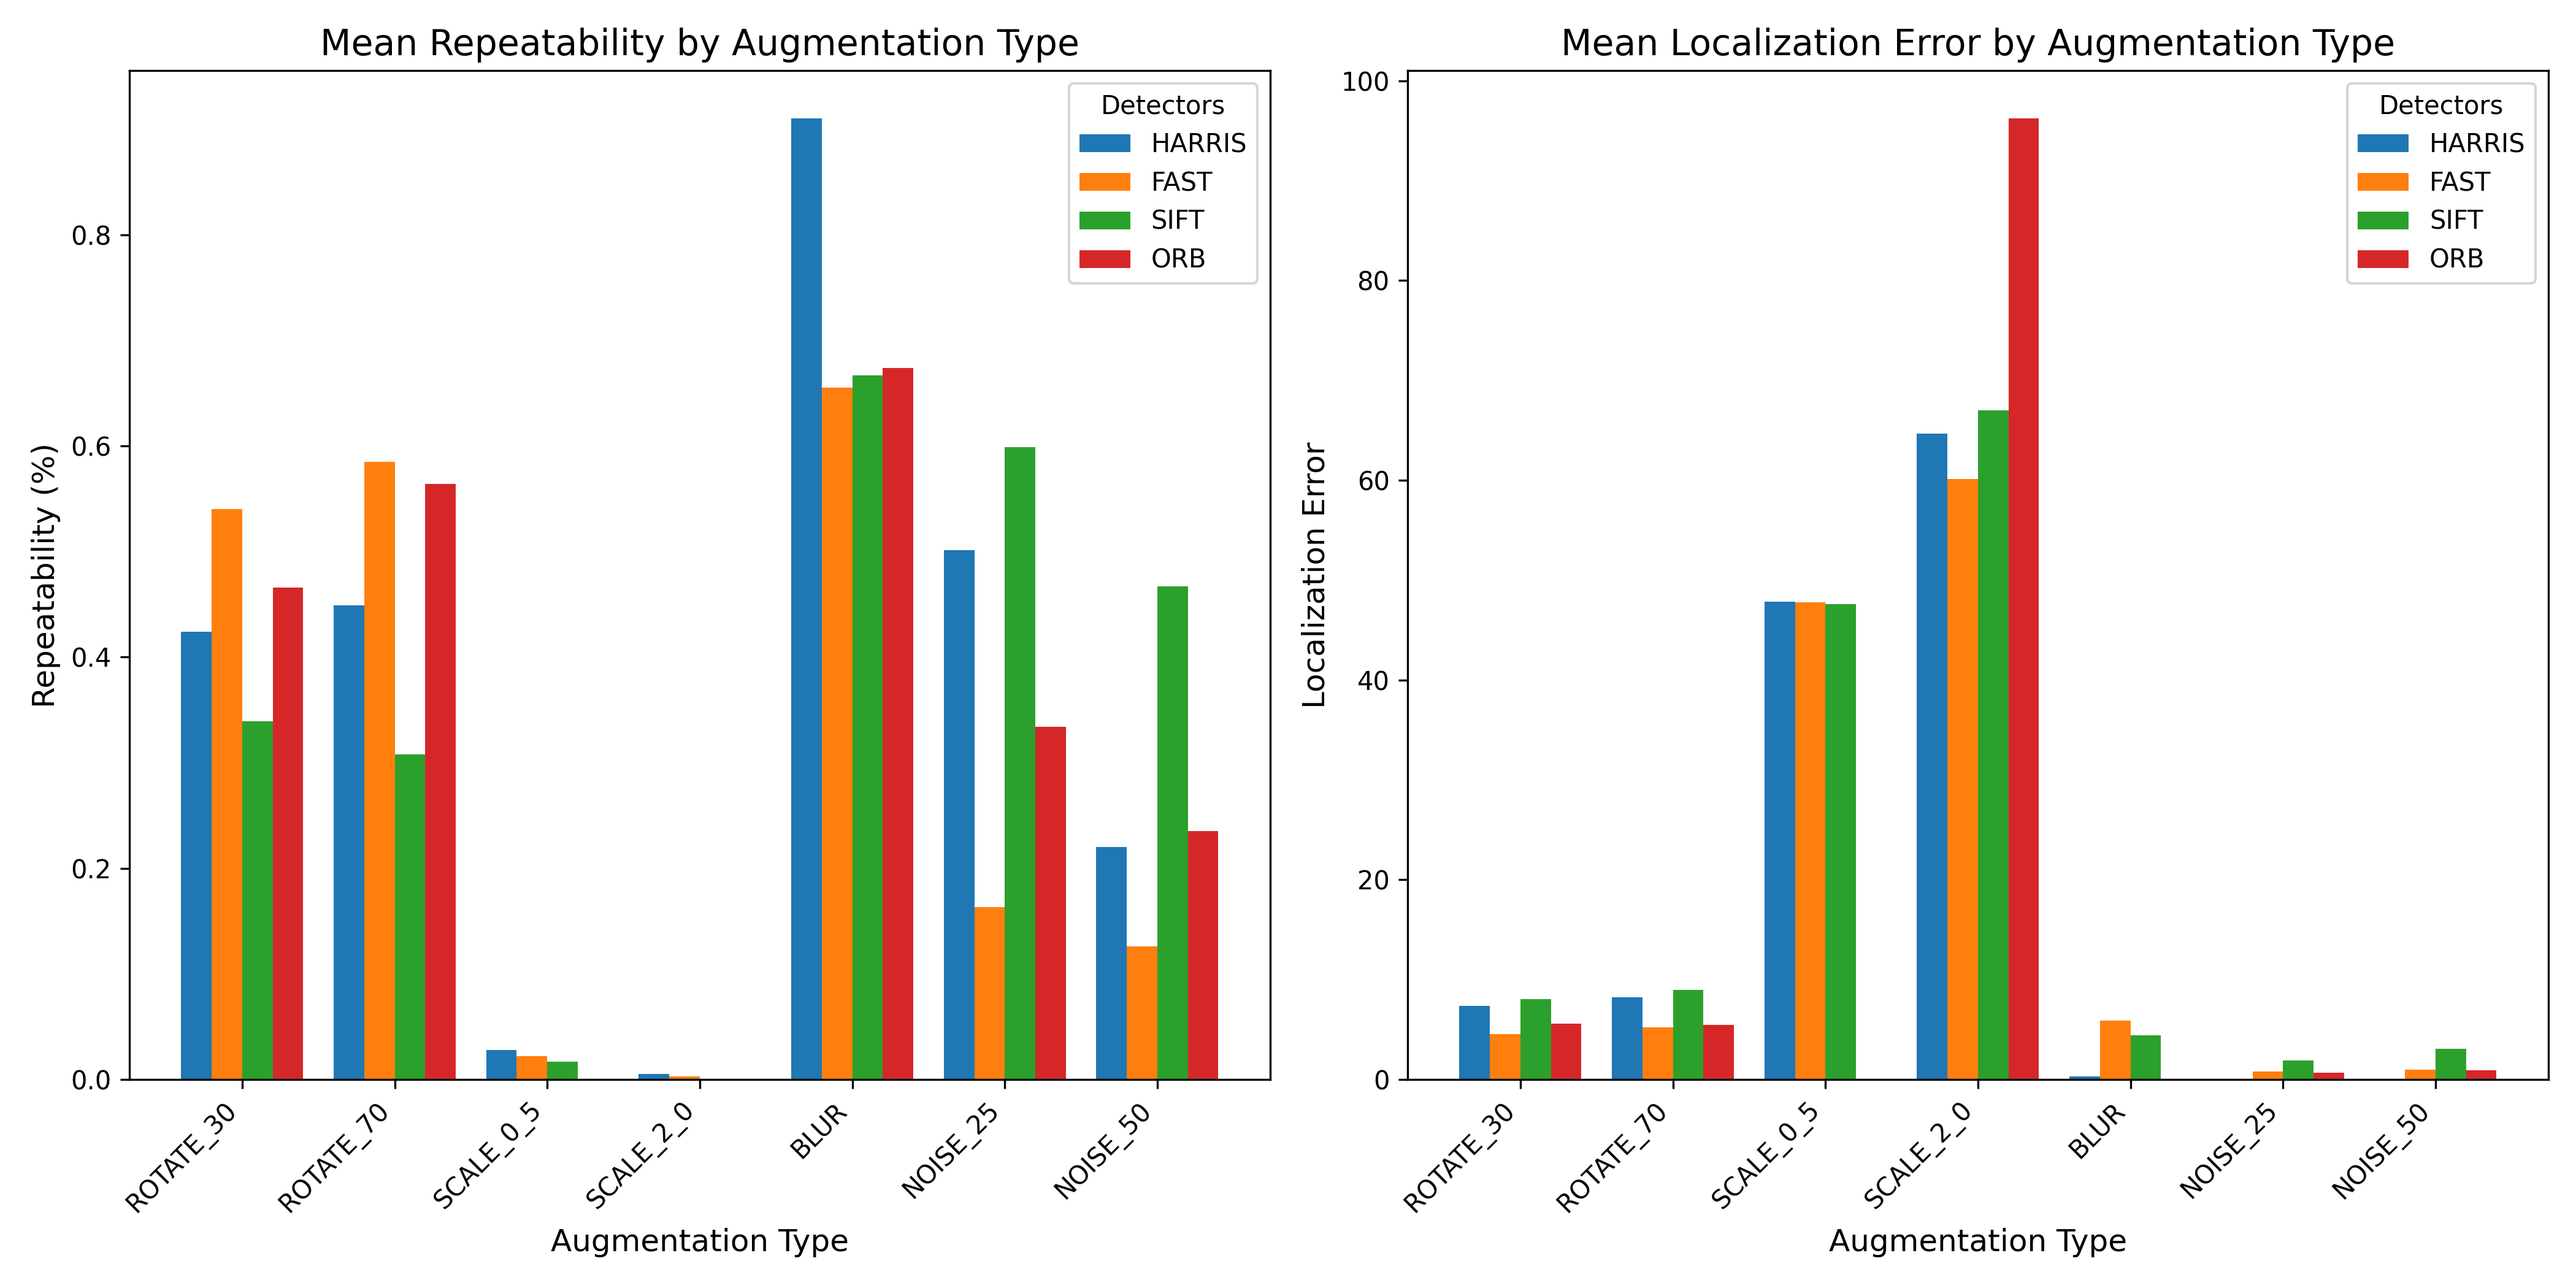 Mean Repeatability by Augmentation Type
Repeatability (%)
0.8
0.6
0.4
0.2
0.0
Detectors
HARRIS
FAST
SIFT
ORB
ROTATE_30
ROTATE_70
SCALE_0_5
SCALE_2_0
BLUR
NOISE_25
NOISE_50
Augmentation Type
Mean Localization Error by Augmentation Type
Localization Error
100
80
60
40
20
0
Detectors
HARRIS
FAST
SIFT
ORB
ROTATE_30
ROTATE_70
SCALE_0_5
SCALE_2_0
BLUR
NOISE_25
NOISE_50
Augmentation Type